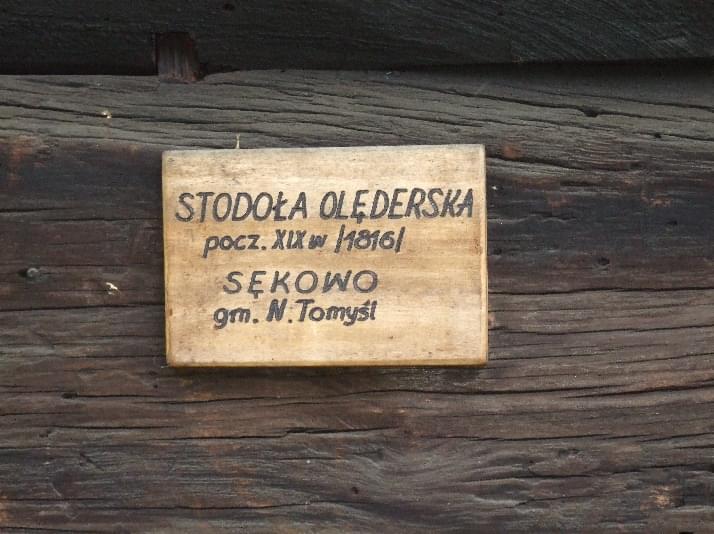 STODOŁA OLĘDERSKA
pocz. XIX w /1816/
SĘKOWO
gm. N. Tomyśl